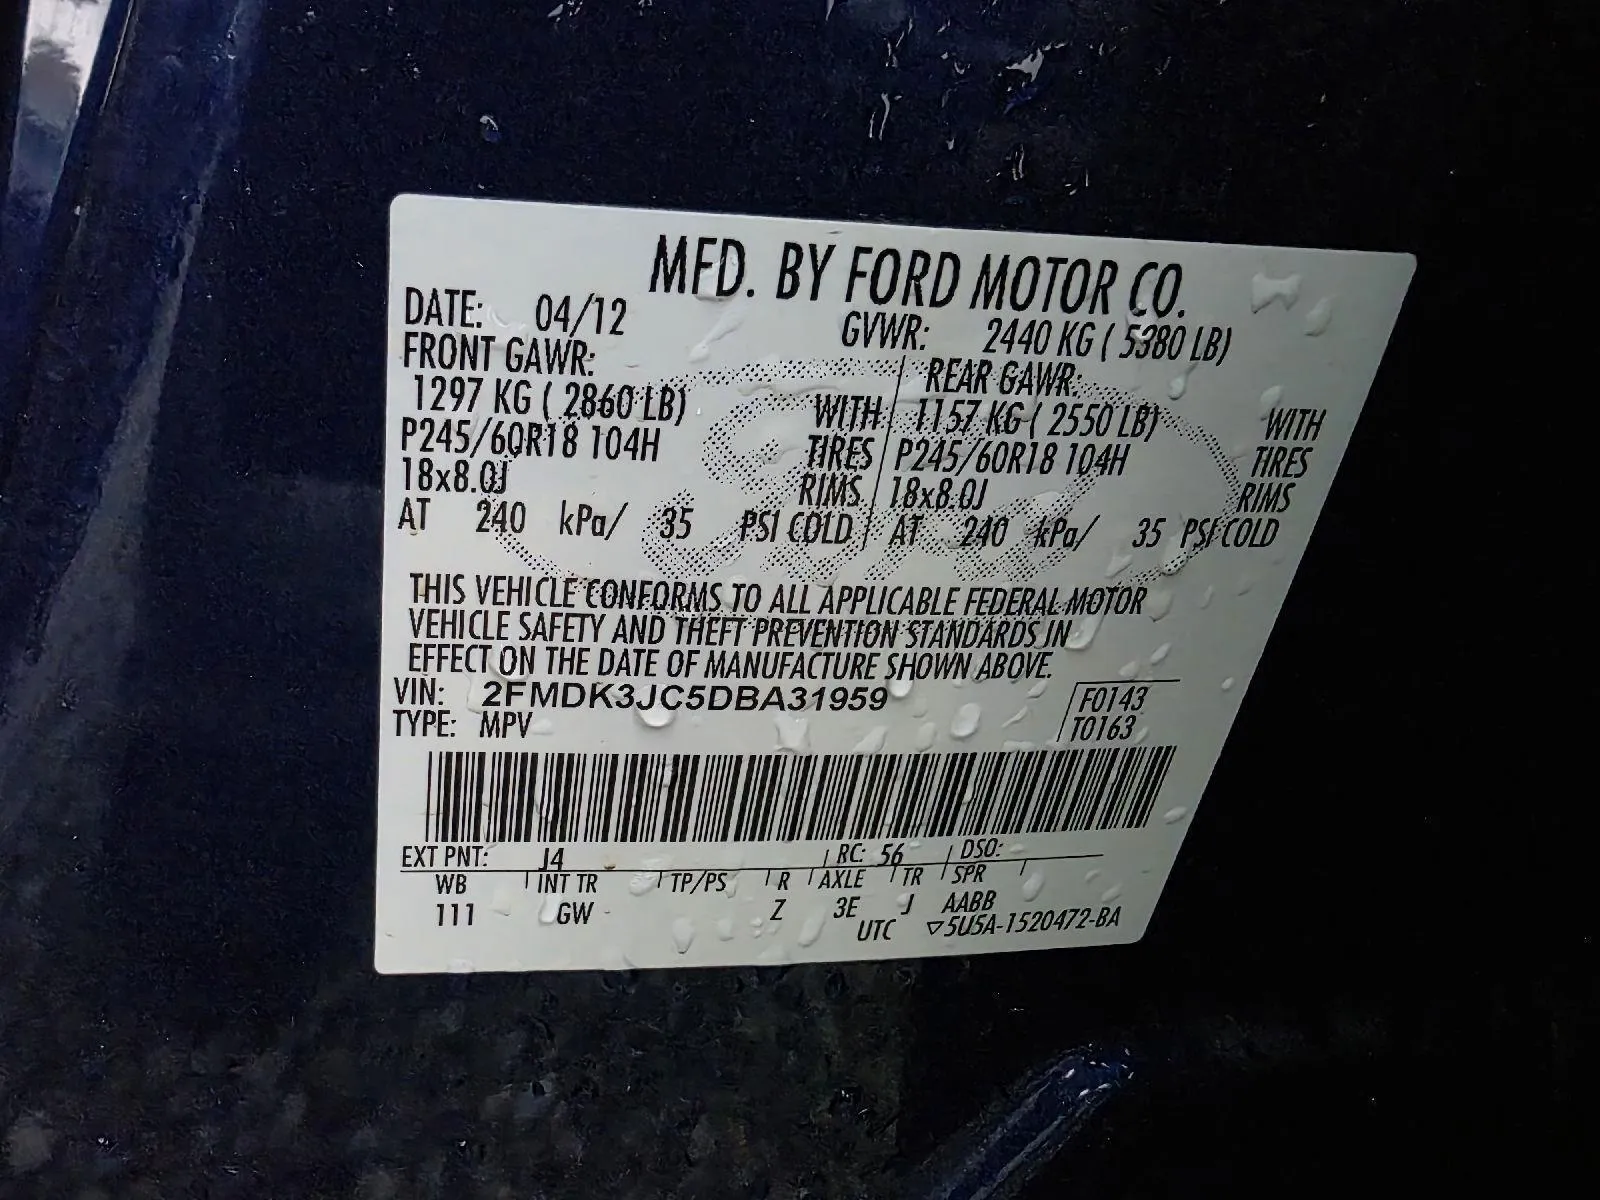 MFD. BY FORD MOTOR CO.
DATE: 04/12 GVWR: 2440 KG ( 5380 LB)
FRONT GAWR: REAR GAWR:
1297 KG ( 2860 LB) WITH 1157 KG ( 2550 LB) WITH
P245/60R18 104H TIRES P245/60R18 104H TIRES
18x8.0J RIMS 18x8.0J RIMS
AT 240 kPa/ 35 PSI COLD AT 240 kPa/ 35 PSI COLD
THIS VEHICLE CONFORMS TO ALL APPLICABLE FEDERAL MOTOR
VEHICLE SAFETY AND THEFT PREVENTION STANDARDS IN
EFFECT ON THE DATE OF MANUFACTURE SHOWN ABOVE.
VIN: 2FMDK3JC5DBA31959 F0143
TYPE: MPV T0163
EXT PNT: J4 RC: 56 DSO:
WB INT TR TP/PS R AXLE TR SPR
111 GW Z 3E J AABB
UTC ▽5U5A-1520472-BA